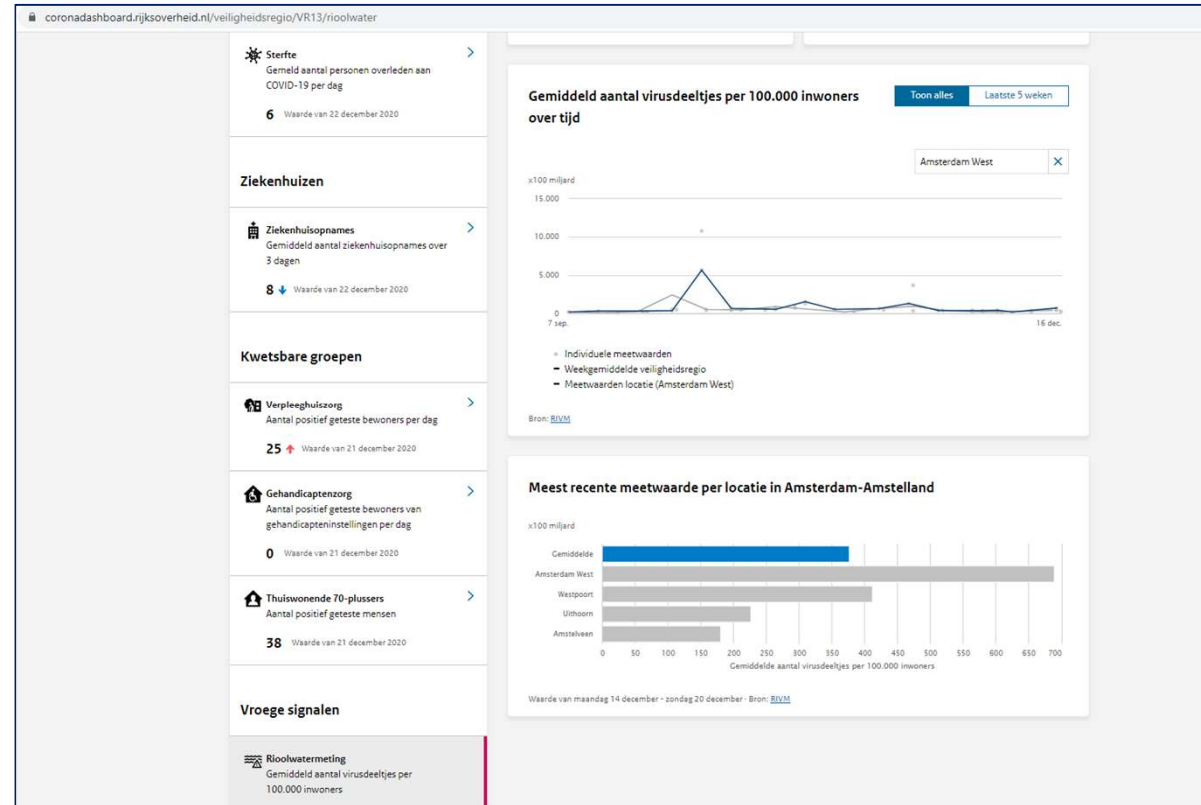 coronadashboard.rijksoverheid.nl/veiligheidsregio/VR13/rioolwater
Sterfte
Gemeld aantal personen overleden aan
COVID-19 per dag
6 Waarde van 22 december 2020
Ziekenhuizen
Ziekenhuisopnames
Gemiddeld aantal ziekenhuisopnames over
3 dagen
8 Waarde van 22 december 2020
Kwetsbare groepen
Verpleeghuiszorg
Aantal positief geteste bewoners per dag
25 Waarde van 21 december 2020
Gehandicaptenzorg
Aantal positief geteste bewoners van
gehandicapteninstellingen per dag
0 Waarde van 21 december 2020
Thuiswonende 70-plussers
Aantal positief geteste mensen
38 Waarde van 21 december 2020
Vroege signalen
Rioolwatermeting
Gemiddeld aantal virusdeeltjes per
100.000 inwoners
Gemiddeld aantal virusdeeltjes per 100.000 inwoners
over tijd
Toon alles Laatste 5 weken
Amsterdam West
x100 miljard
15.000
10.000
5.000
0
7 sep. 16 dec.
Individuele meetwaarden
Weekgemiddelde veiligheidsregio
Meetwaarden locatie (Amsterdam West)
Bron: RIVM
Meest recente meetwaarde per locatie in Amsterdam-Amstelland
x100 miljard
Gemiddelde
Amsterdam West
Westpoort
Uithoorn
Amstelveen
0 50 100 150 200 250 300 350 400 450 500 550 600 650 700
Gemiddelde aantal virusdeeltjes per 100.000 inwoners
Waarde van maandag 14 december - zondag 20 december · Bron: RIVM